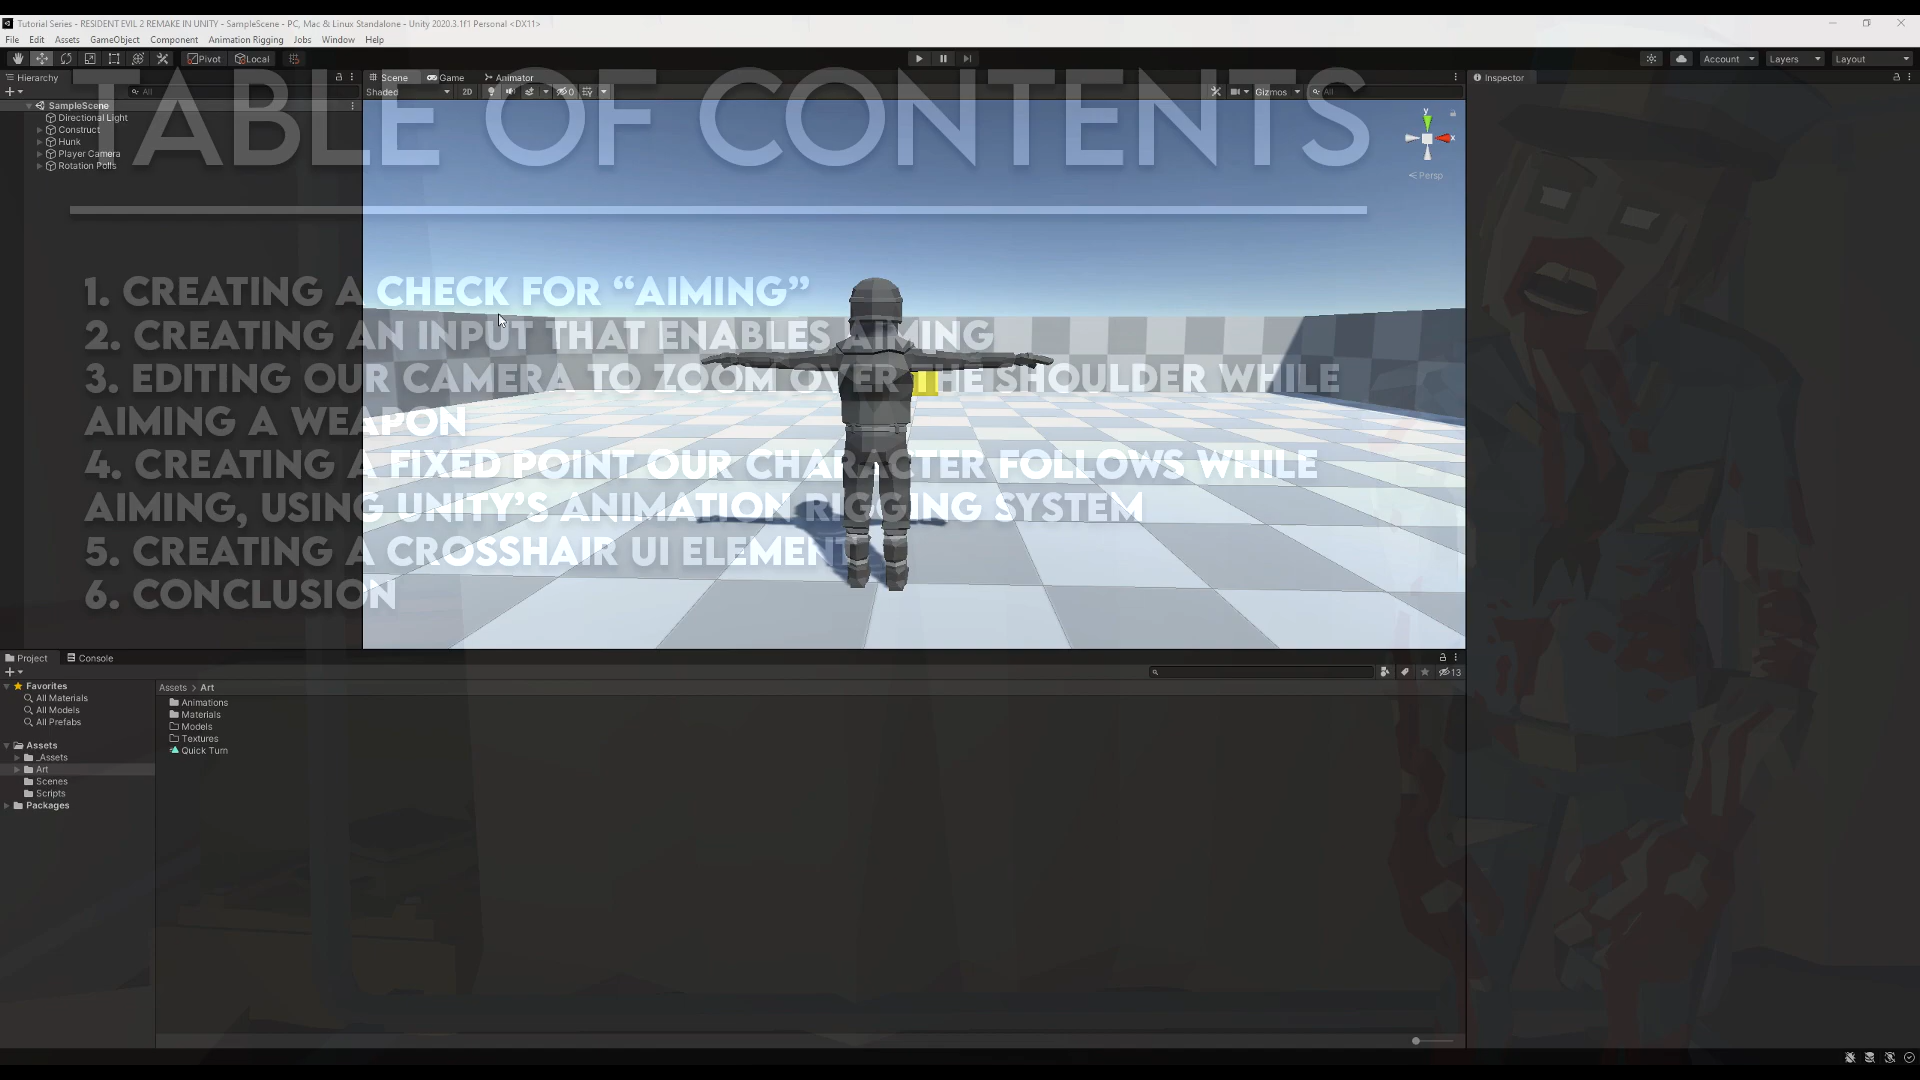 Tutorial Series - RESIDENT EVIL 2 REMAKE IN UNITY - SampleScene - PC, Mac & Linux Standalone - Unity 2020.3.1f1 Personal <DX11>
File Edit Assets GameObject Component Animation Rigging Jobs Window Help
Pivot Local Account Layers Layout
Hierarchy Scene Game Animator Inspector
All Shaded 2D 0 Gizmos All
SampleScene
Directional Light
Construct
Hunk
Player Camera
Rotation Polls
y
x
Persp
TABLE OF CONTENTS
1. CREATING A CHECK FOR “AIMING”
2. CREATING AN INPUT THAT ENABLES AIMING
3. EDITING OUR CAMERA TO ZOOM OVER THE SHOULDER WHILE
AIMING A WEAPON
4. CREATING A FIXED POINT OUR CHARACTER FOLLOWS WHILE
AIMING, USING UNITY’S ANIMATION RIGGING SYSTEM
5. CREATING A CROSSHAIR UI ELEMENT
6. CONCLUSION
Project Console
13
Favorites
All Materials
All Models
All Prefabs
Assets
_Assets
Art
Scenes
Scripts
Packages
Assets > Art
Animations
Materials
Models
Textures
Quick Turn